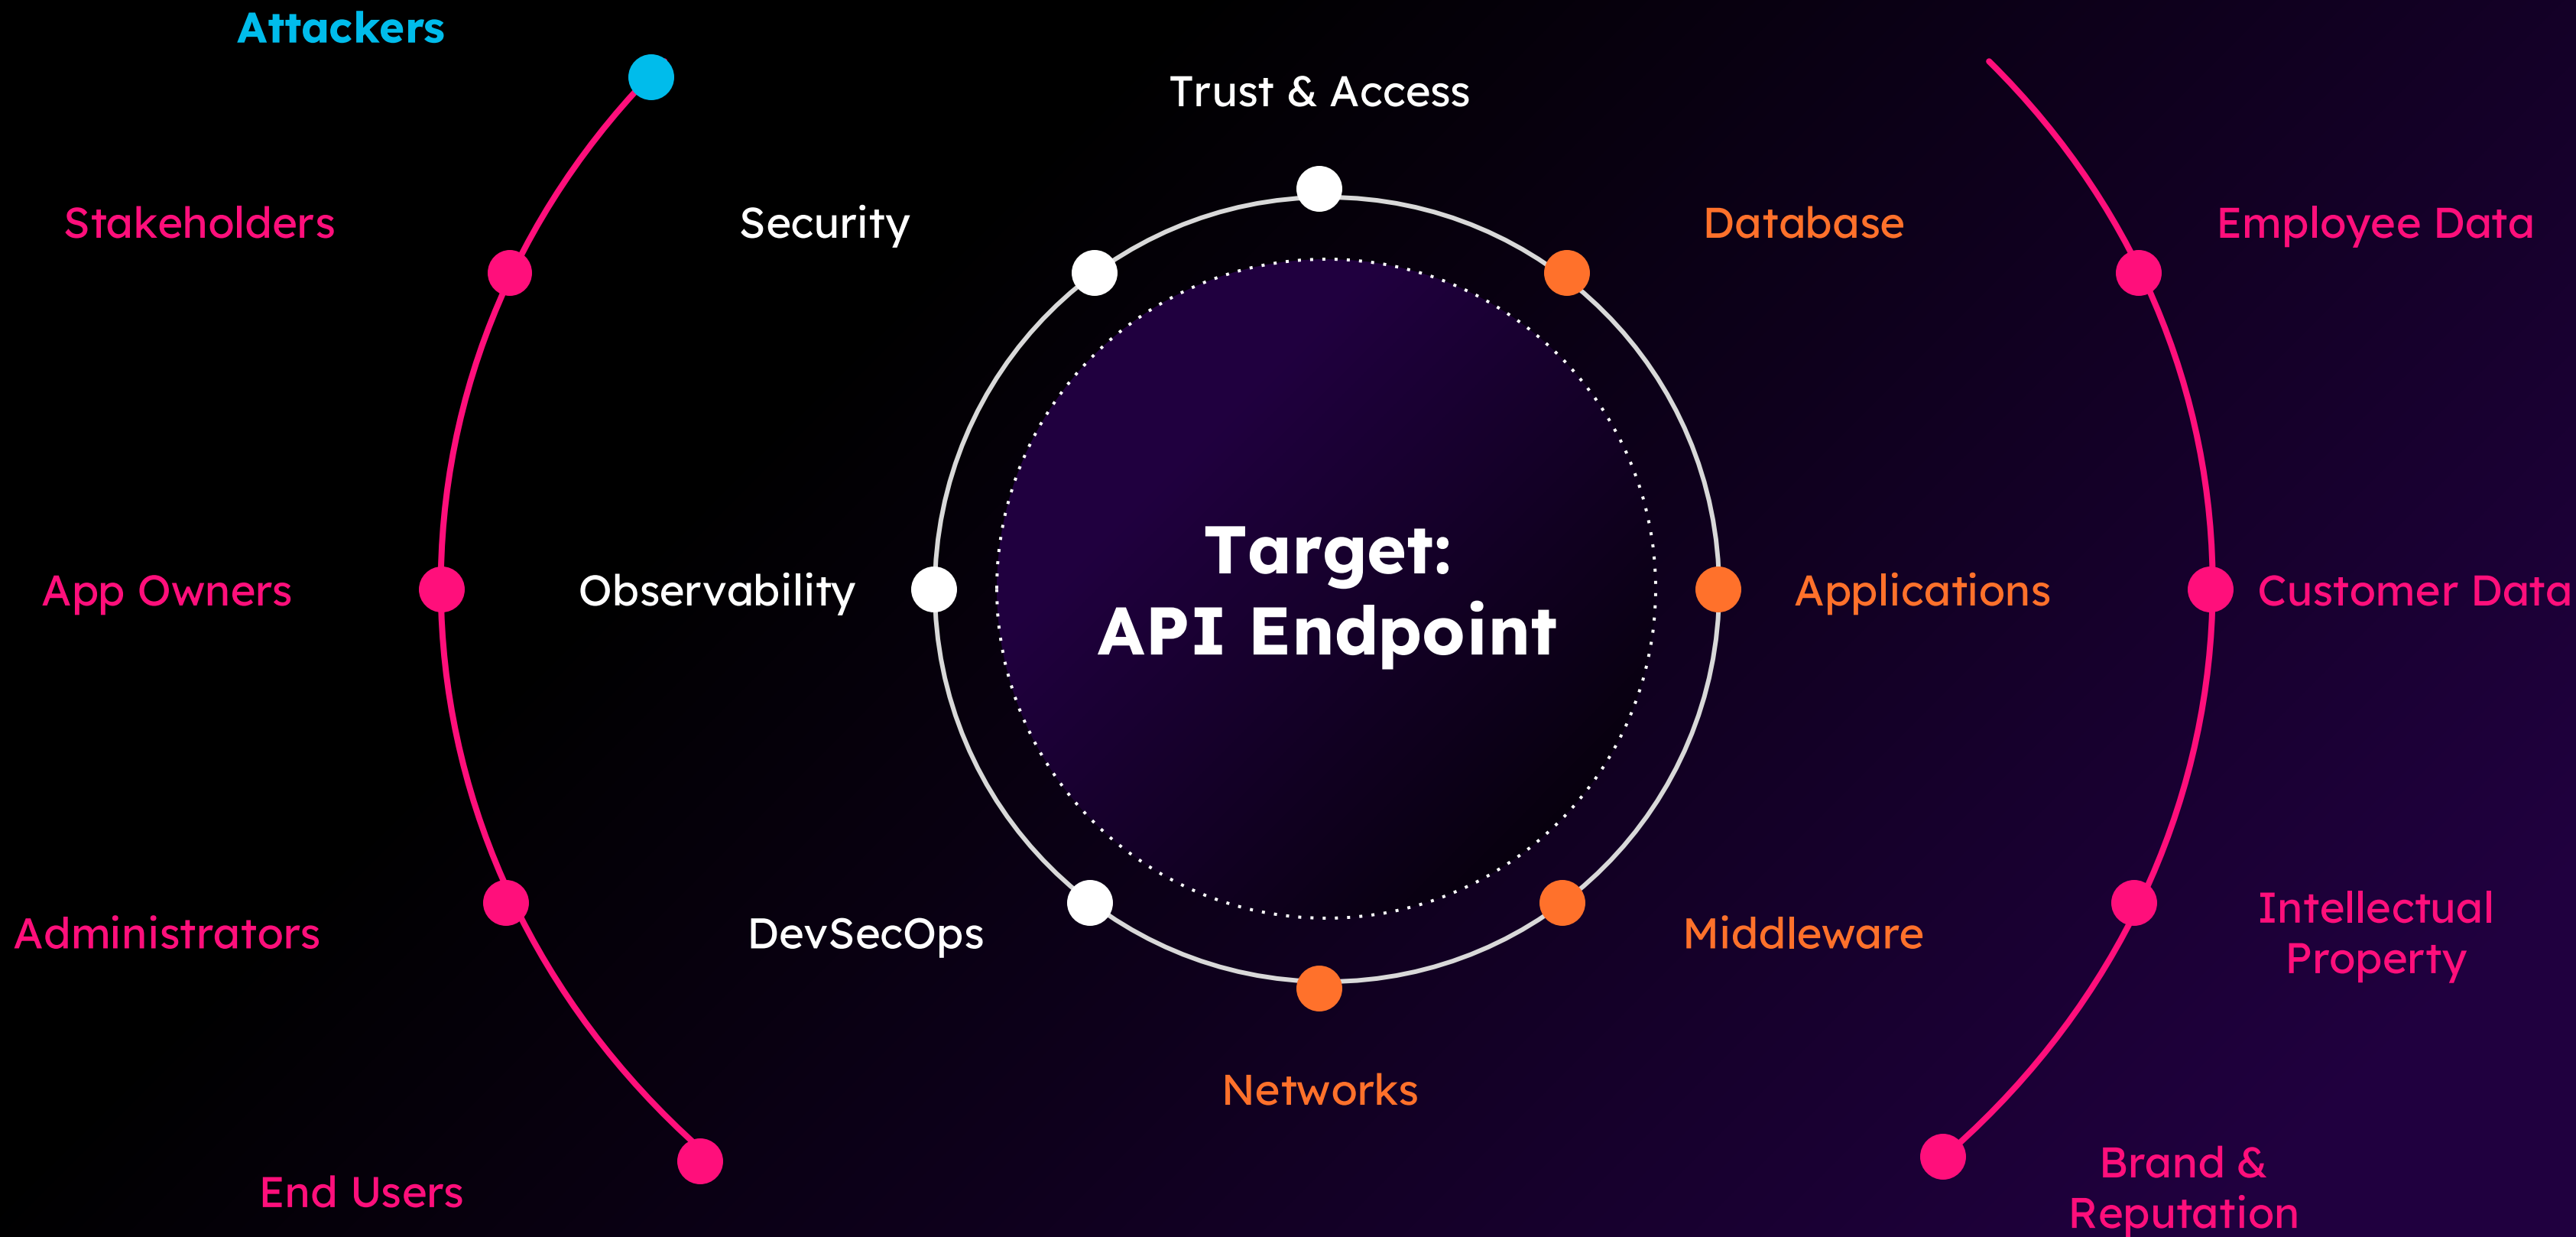 Attackers
Trust & Access
Stakeholders
Security
Database
Employee Data
Target:
API Endpoint
App Owners
Observability
Applications
Customer Data
Administrators
DevSecOps
Middleware
Intellectual
Property
Networks
End Users
Brand &
Reputation